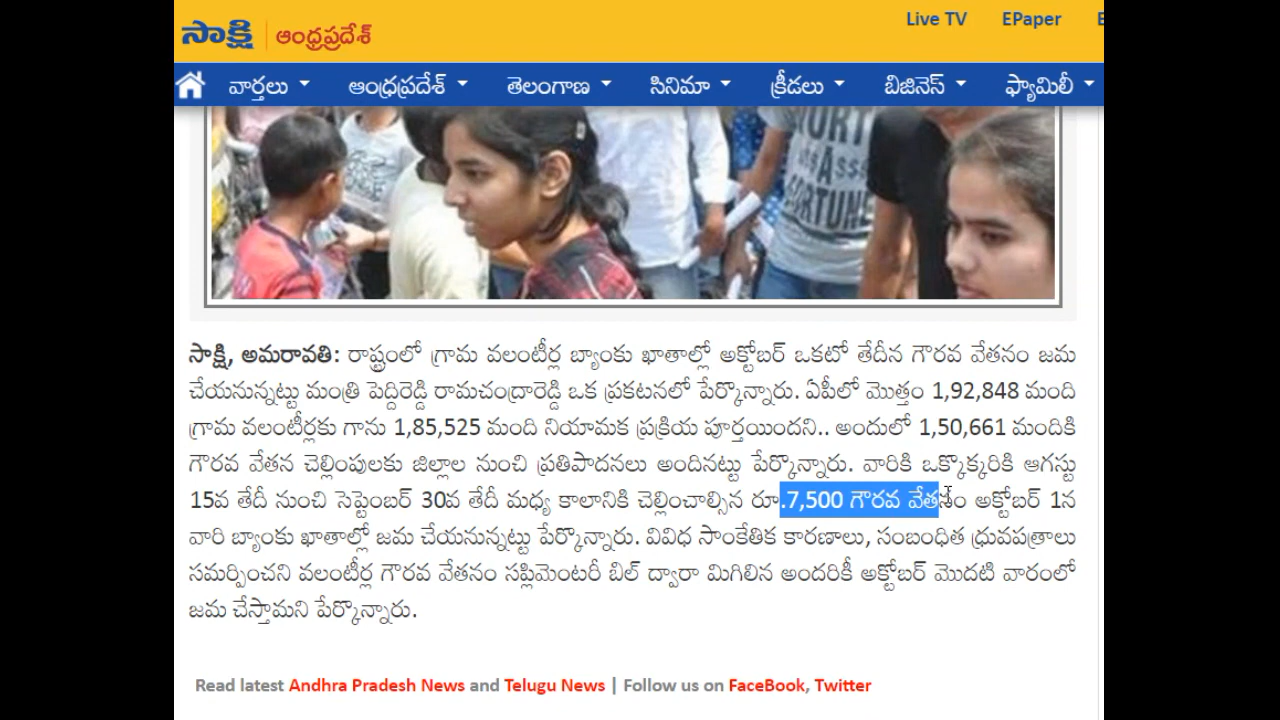 సాక్షి ఆంధ్రప్రదేశ్ Live TV EPaper
వార్తలు ఆంధ్రప్రదేశ్ తెలంగాణ సినిమా క్రీడలు బిజినెస్ ఫ్యామిలీ
A$$$
FORTUNE
సాక్షి, అమరావతి: రాష్ట్రంలో గ్రామ వలంటీర్ల బ్యాంకు ఖాతాల్లో అక్టోబర్ ఒకటో తేదీన గౌరవ వేతనం జమ
చేయనున్నట్టు మంత్రి పెద్దిరెడ్డి రామచంద్రారెడ్డి ఒక ప్రకటనలో పేర్కొన్నారు. ఏపీలో మొత్తం 1,92,848 మంది
గ్రామ వలంటీర్లకు గాను 1,85,525 మంది నియామక ప్రక్రియ పూర్తయిందని.. అందులో 1,50,661 మందికి
గౌరవ వేతన చెల్లింపులకు జిల్లాల నుంచి ప్రతిపాదనలు అందినట్టు పేర్కొన్నారు. వారికి ఒక్కొక్కరికి ఆగస్టు
15వ తేదీ నుంచి సెప్టెంబర్ 30వ తేదీ మధ్య కాలానికి చెల్లించాల్సిన రూ.7,500 గౌరవ వేతనం అక్టోబర్ 1న
వారి బ్యాంకు ఖాతాల్లో జమ చేయనున్నట్టు పేర్కొన్నారు. వివిధ సాంకేతిక కారణాలు, సంబంధిత ధ్రువపత్రాలు
సమర్పించని వలంటీర్ల గౌరవ వేతనం సప్లిమెంటరీ బిల్ ద్వారా మిగిలిన అందరికీ అక్టోబర్ మొదటి వారంలో
జమ చేస్తామని పేర్కొన్నారు.
Read latest Andhra Pradesh News and Telugu News | Follow us on FaceBook, Twitter